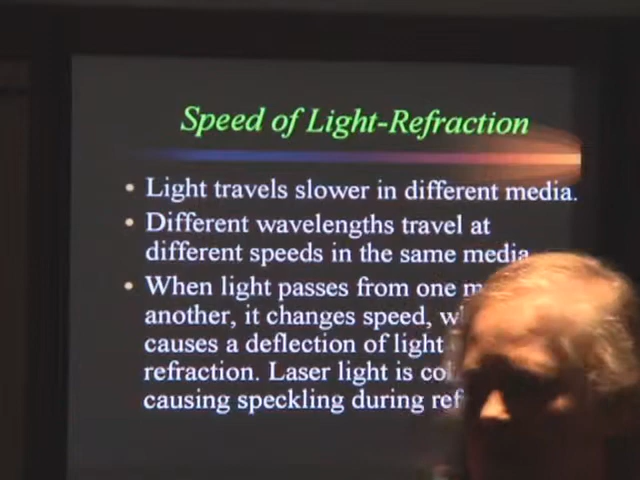 Speed of Light-Refraction
• Light travels slower in different media.
• Different wavelengths travel at
different speeds in the same media
• When light passes from one
another, it changes speed,
causes a deflection of light
refraction. Laser light is
causing speckling during